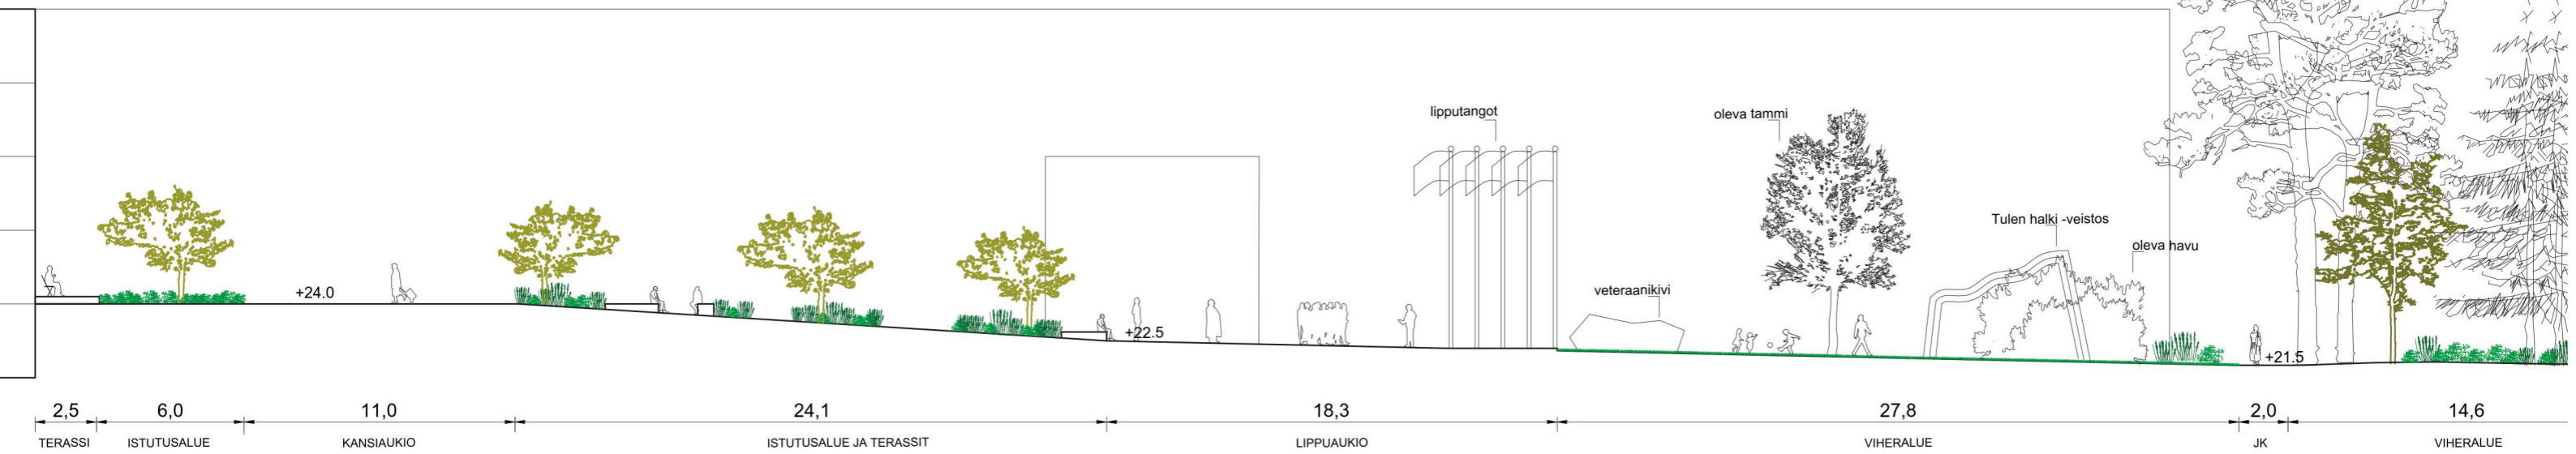 lipputangot
oleva tammi
Tulen halki -veistos
oleva havu
veteraanikivi
+24.0
+22.5
+21.5
2,5 6,0 11,0 24,1 18,3 27,8 2,0 14,6
TERASSI ISTUTUSALUE KANSIAUKIO ISTUTUSALUE JA TERASSIT LIPPUAUKIO VIHERALUE JK VIHERALUE